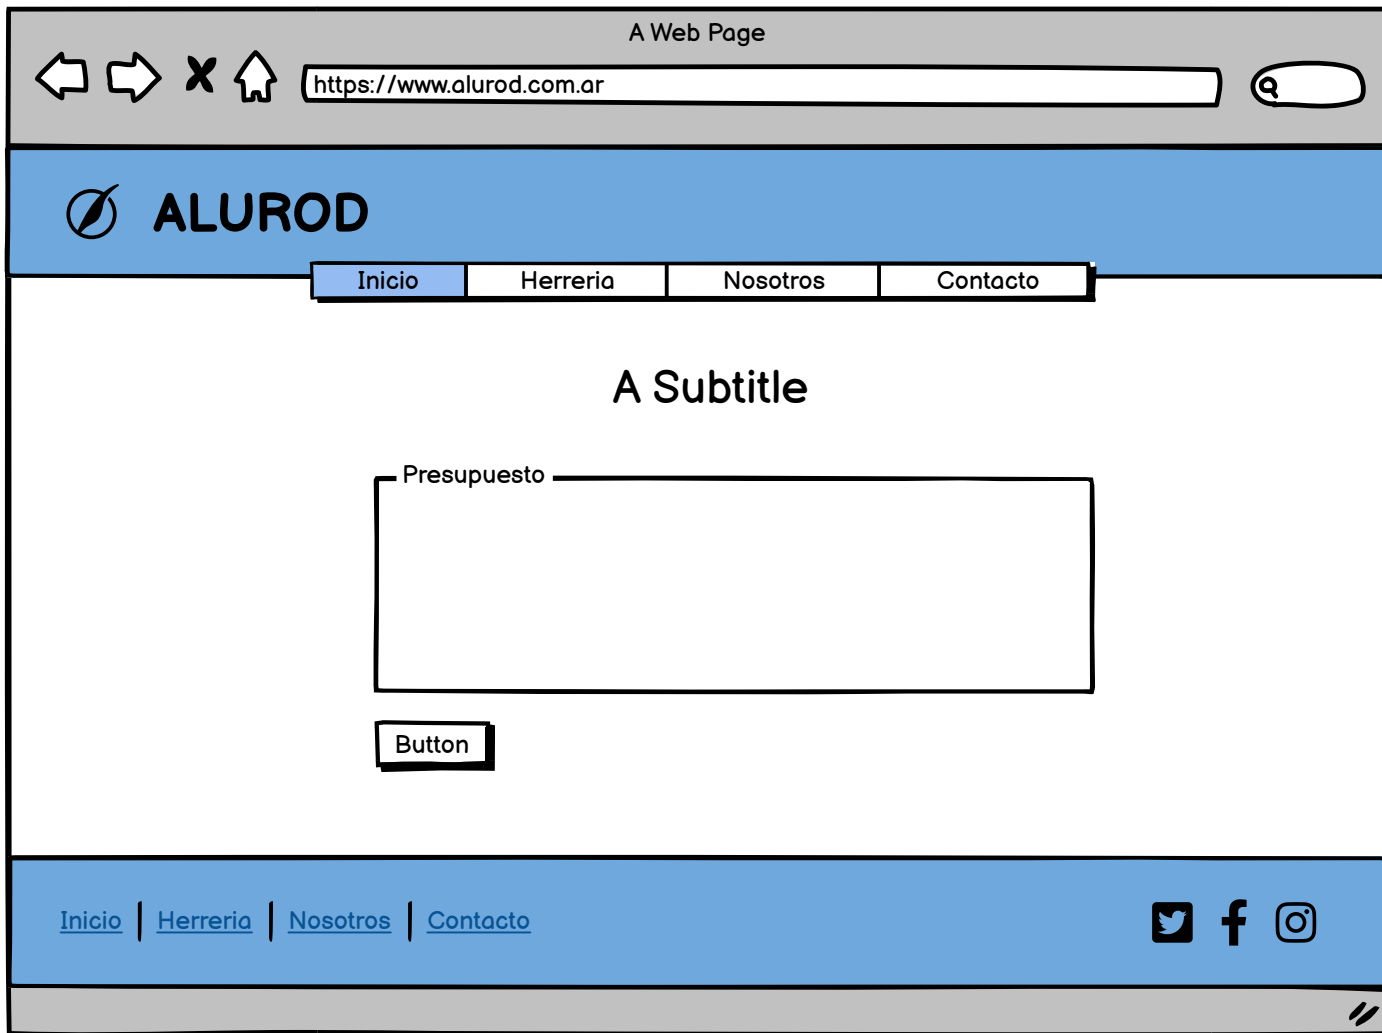 A Web Page
https://www.alurod.com.ar
ALUROD
Inicio Herreria Nosotros Contacto
A Subtitle
Presupuesto
Button
Inicio Herreria Nosotros Contacto